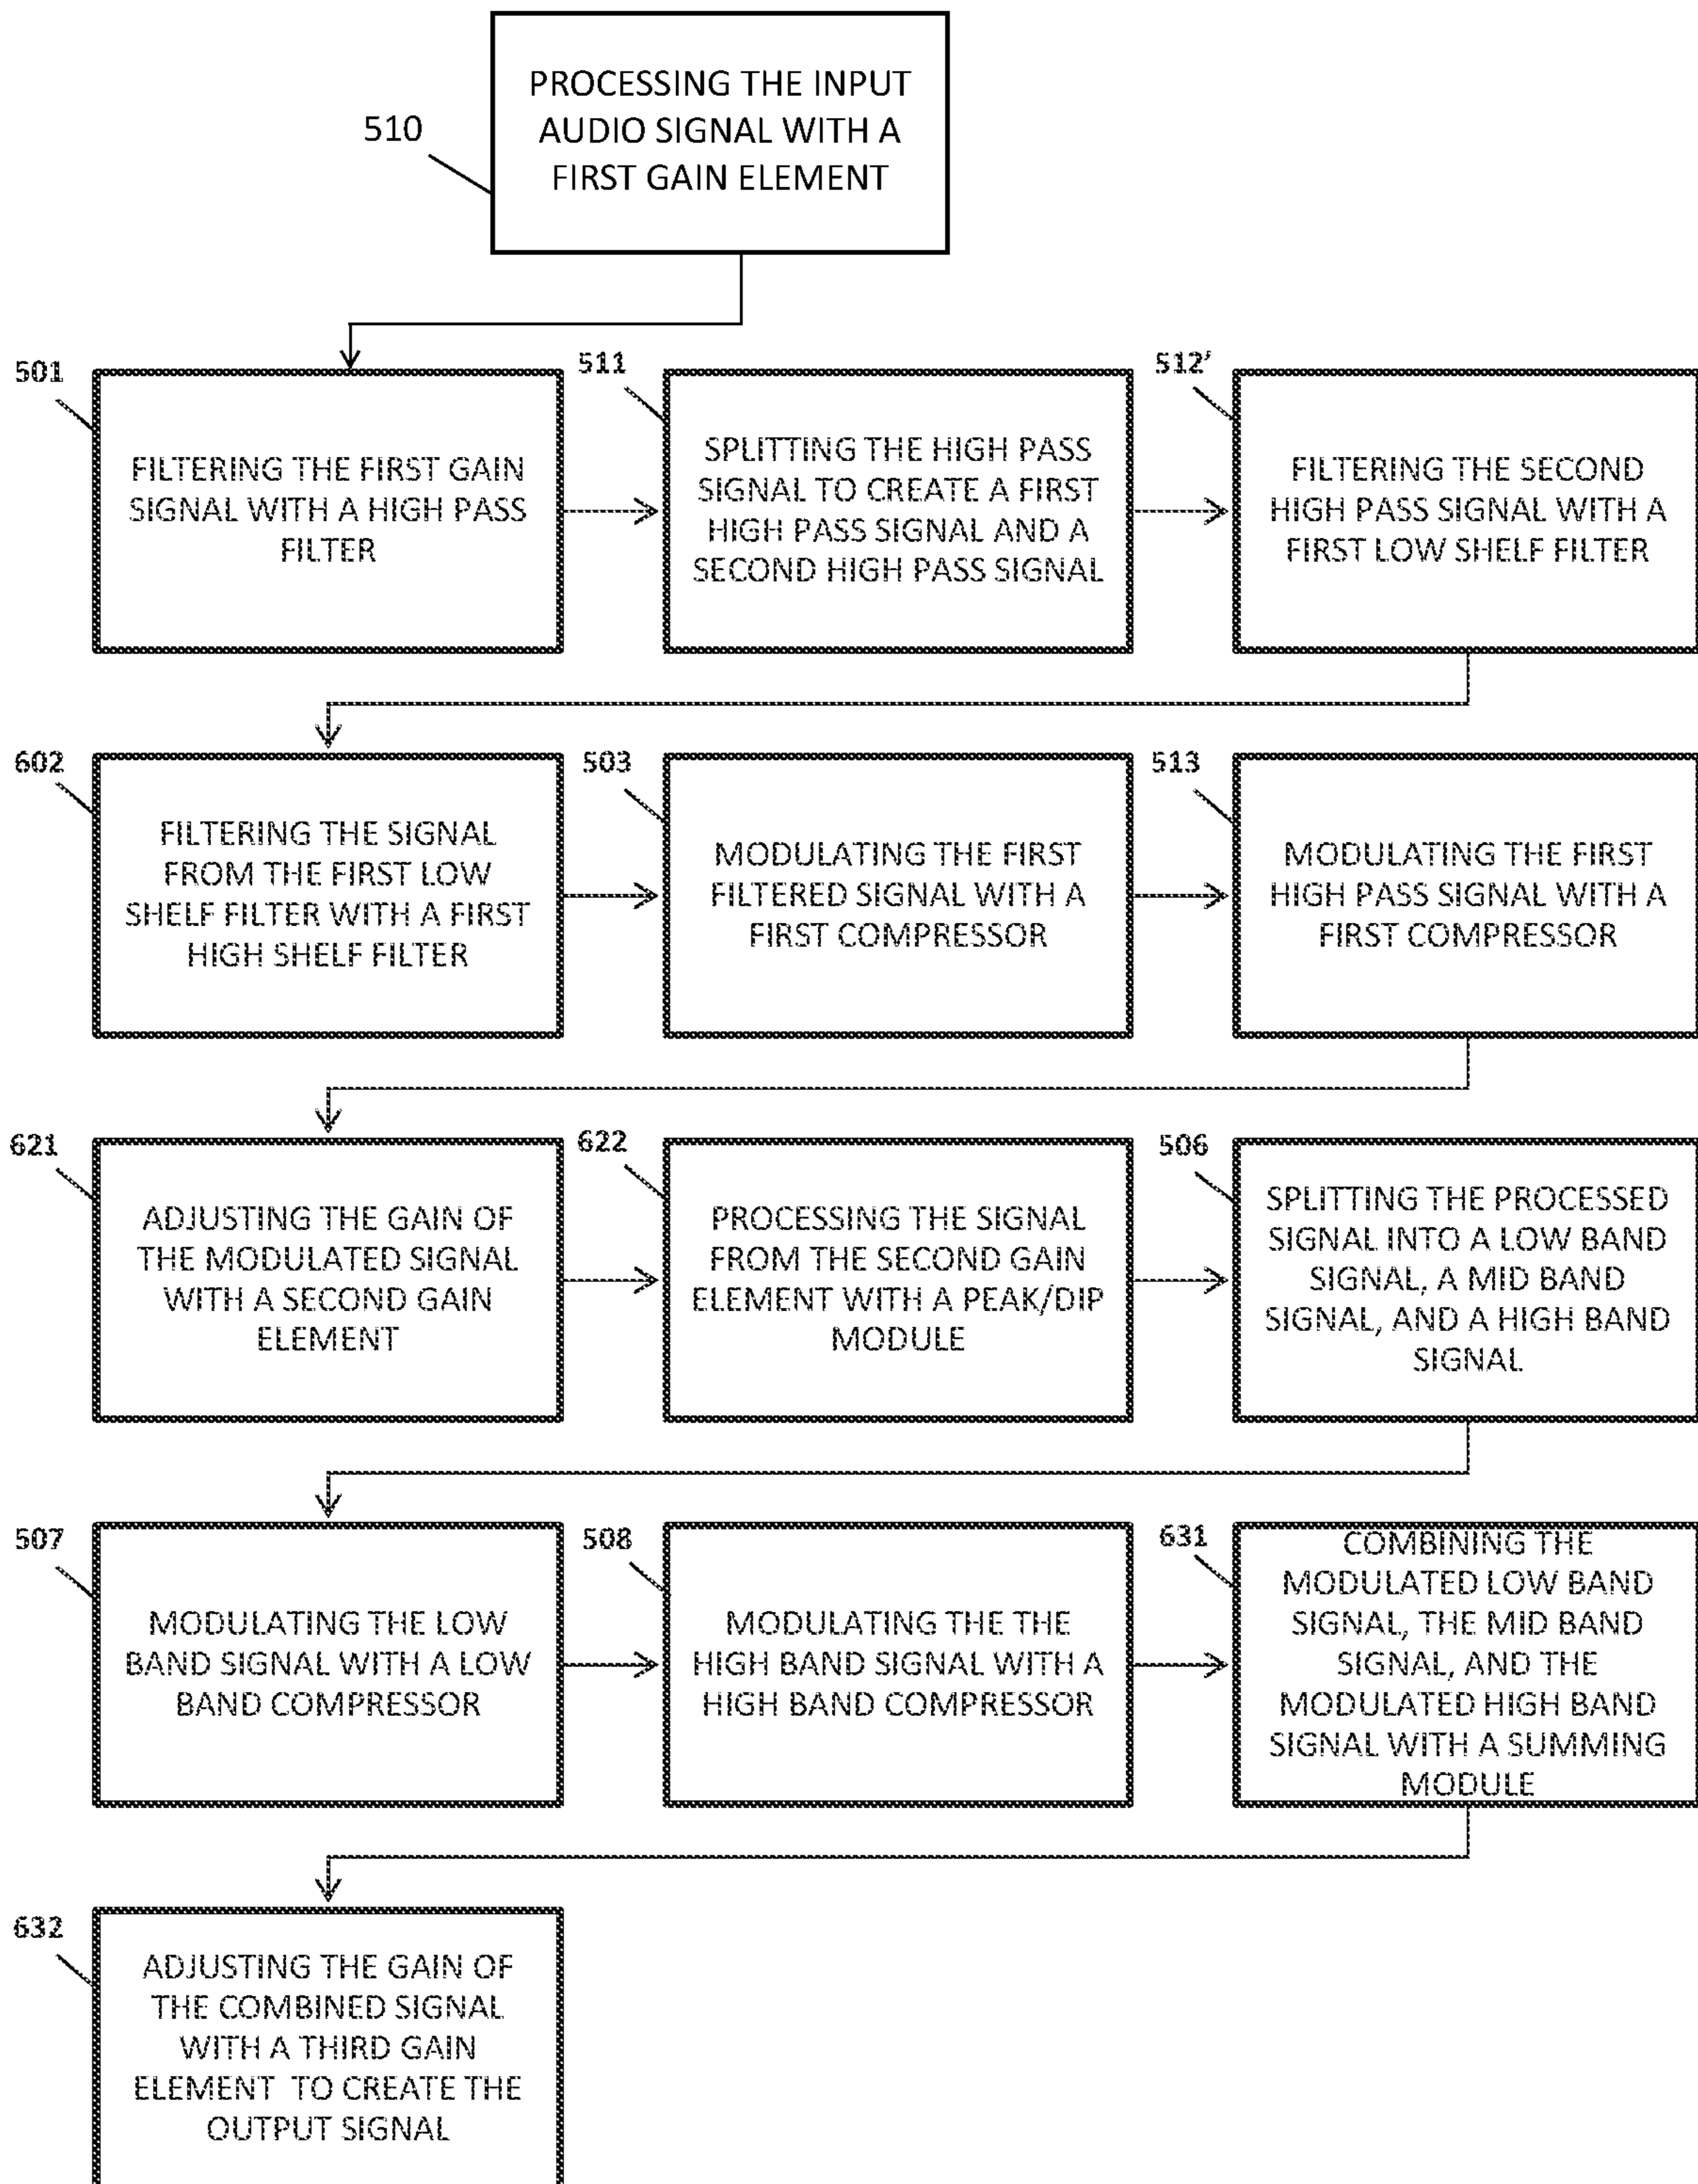 510
PROCESSING THE INPUT
AUDIO SIGNAL WITH A
FIRST GAIN ELEMENT
501
FILTERING THE FIRST GAIN
SIGNAL WITH A HIGH PASS
FILTER
511
SPLITTING THE HIGH PASS
SIGNAL TO CREATE A FIRST
HIGH PASS SIGNAL AND A
SECOND HIGH PASS SIGNAL
512'
FILTERING THE SECOND
HIGH PASS SIGNAL WITH A
FIRST LOW SHELF FILTER
602
FILTERING THE SIGNAL
FROM THE FIRST LOW
SHELF FILTER WITH A FIRST
HIGH SHELF FILTER
503
MODULATING THE FIRST
FILTERED SIGNAL WITH A
FIRST COMPRESSOR
513
MODULATING THE FIRST
HIGH PASS SIGNAL WITH A
FIRST COMPRESSOR
621
ADJUSTING THE GAIN OF
THE MODULATED SIGNAL
WITH A SECOND GAIN
ELEMENT
622
PROCESSING THE SIGNAL
FROM THE SECOND GAIN
ELEMENT WITH A PEAK/DIP
MODULE
506
SPLITTING THE PROCESSED
SIGNAL INTO A LOW BAND
SIGNAL, A MID BAND
SIGNAL, AND A HIGH BAND
SIGNAL
507
MODULATING THE LOW
BAND SIGNAL WITH A LOW
BAND COMPRESSOR
508
MODULATING THE THE
HIGH BAND SIGNAL WITH A
HIGH BAND COMPRESSOR
631
COMBINING THE
MODULATED LOW BAND
SIGNAL, THE MID BAND
SIGNAL, AND THE
MODULATED HIGH BAND
SIGNAL WITH A SUMMING
MODULE
632
ADJUSTING THE GAIN OF
THE COMBINED SIGNAL
WITH A THIRD GAIN
ELEMENT TO CREATE THE
OUTPUT SIGNAL